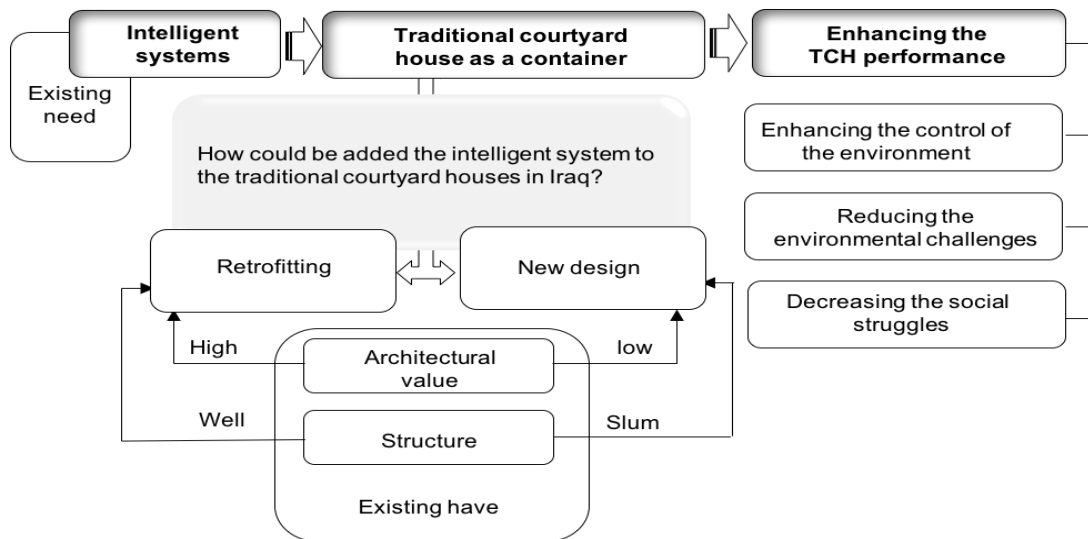 Intelligent
systems
Traditional courtyard
house as a container
Enhancing the
TCH performance
Existing
need
How could be added the intelligent system to
the traditional courtyard houses in Iraq?
Enhancing the control of
the environment
Reducing the
environmental challenges
Decreasing the social
struggles
Retrofitting
New design
High
Architectural
value
low
Well
Structure
Slum
Existing have